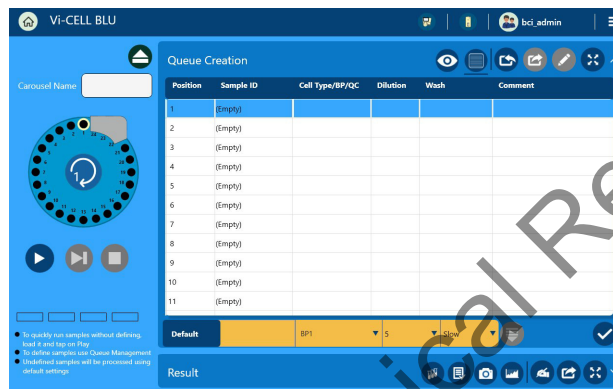 Vi-CELL BLU
bci_admin
Carousel Name
Queue Creation
Position Sample ID Cell Type/BP/QC Dilution Wash Comment
1 (Empty)
2 (Empty)
3 (Empty)
4 (Empty)
5 (Empty)
6 (Empty)
7 (Empty)
8 (Empty)
9 (Empty)
10 (Empty)
11 (Empty)
Default BP1 5 Slow
To quickly run samples without defining,
load it and tap on Play
To define samples use Queue Management
Undefined samples will be processed using
default settings
Result
ical Re